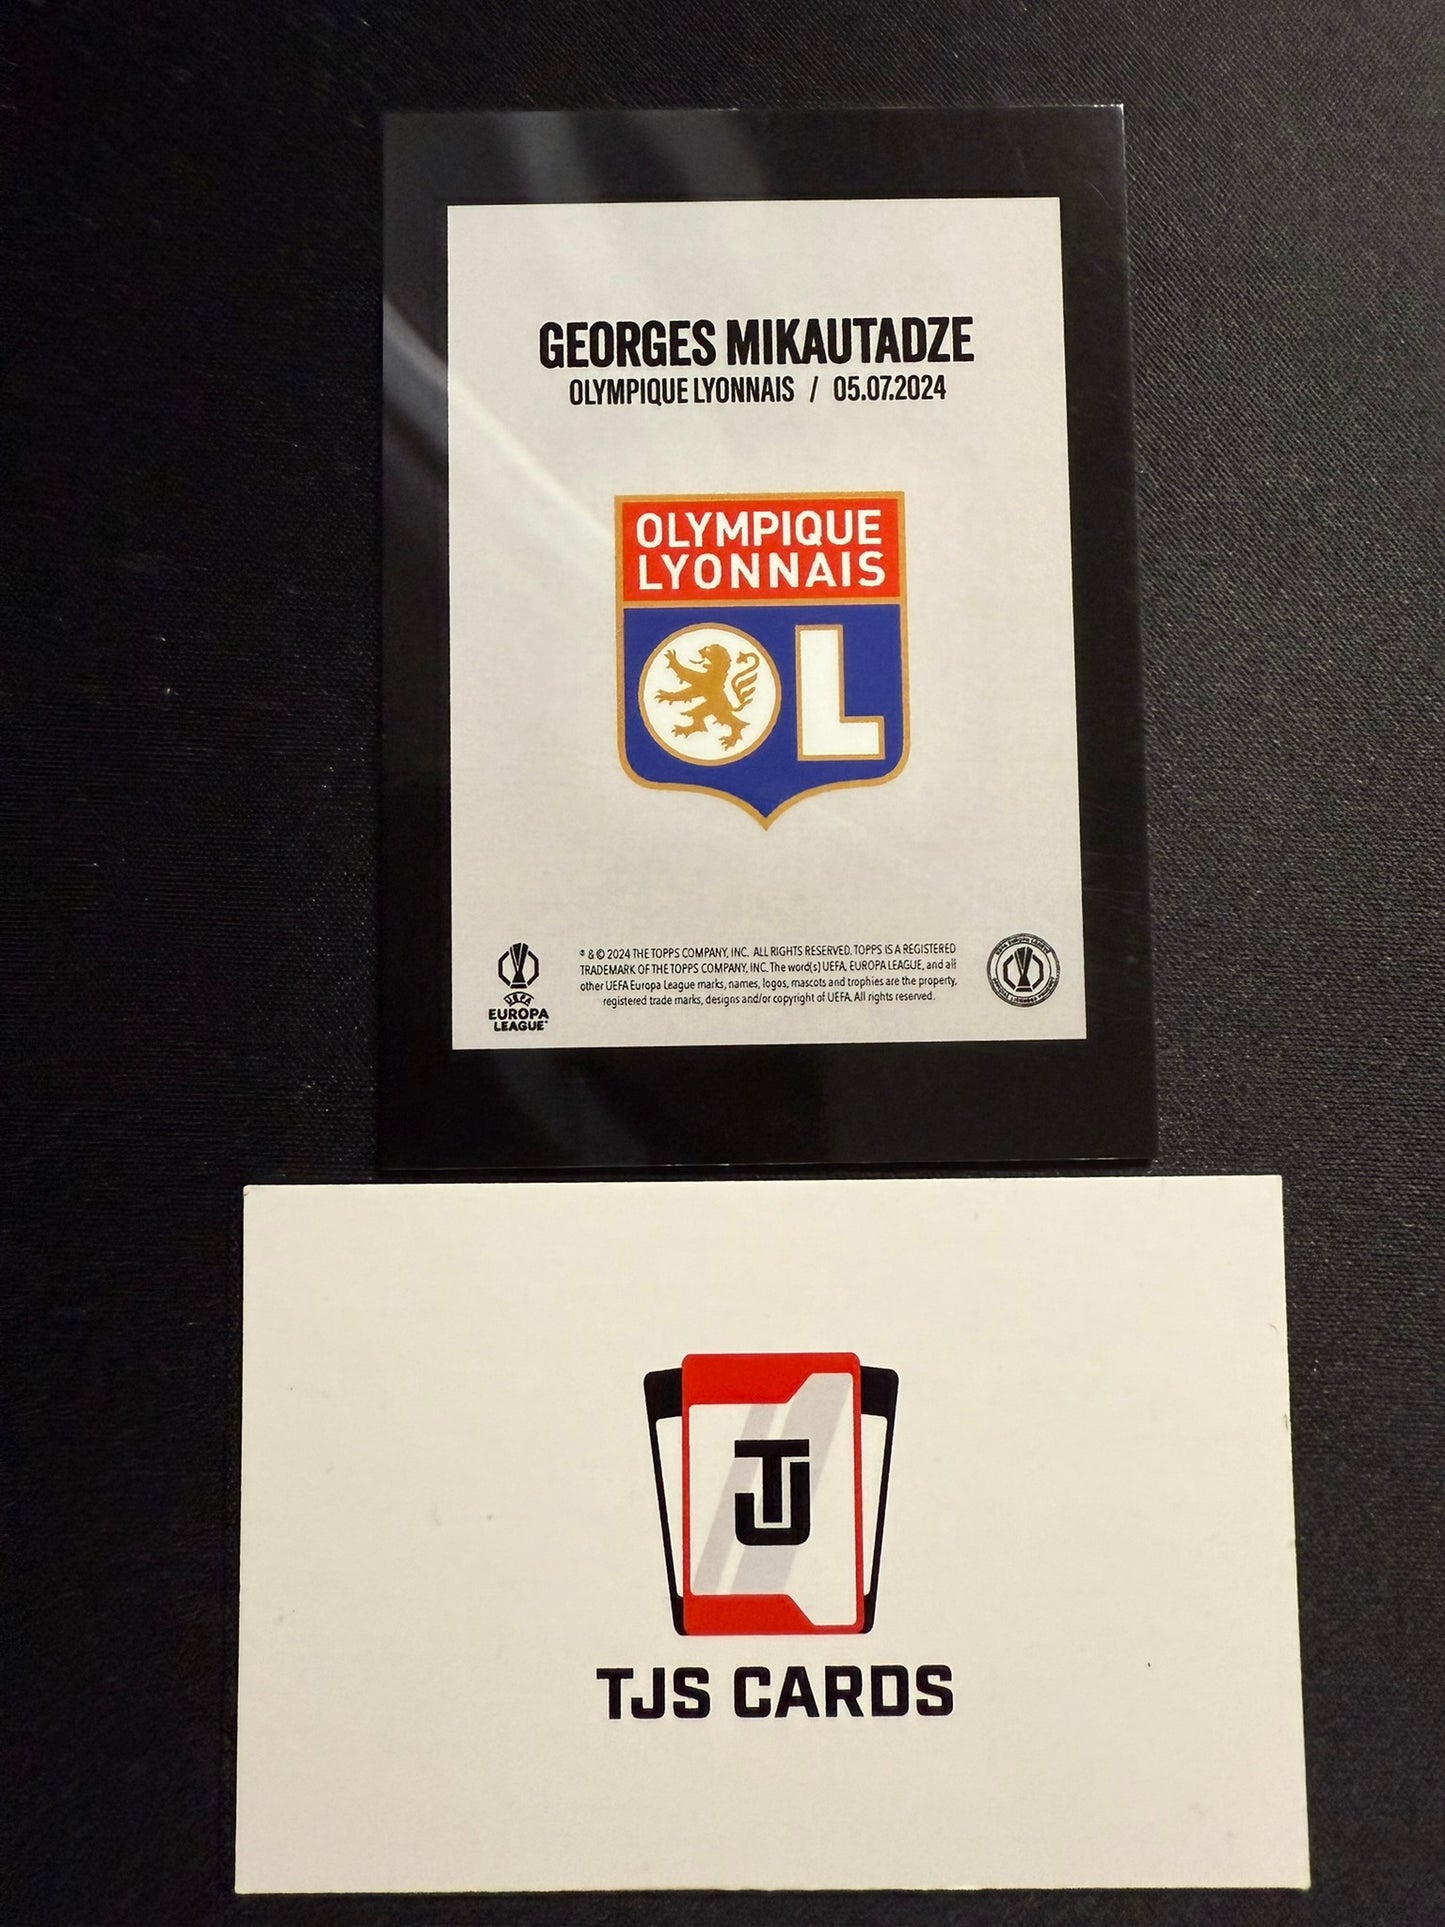 GEORGES MIKAUTADZE
OLYMPIQUE LYONNAIS / 05.07.2024
OLYMPIQUE
LYONNAIS
OL
® & © 2024 THE TOPPS COMPANY, INC. ALL RIGHTS RESERVED. TOPPS IS A REGISTERED
TRADEMARK OF THE TOPPS COMPANY, INC. The word(s) UEFA, EUROPA LEAGUE, and all
other UEFA Europa League marks, names, logos, mascots and trophies are the property,
registered trade marks, designs and/or copyright of UEFA. All rights reserved.
UEFA
EUROPA
LEAGUE
TJ
TJS CARDS